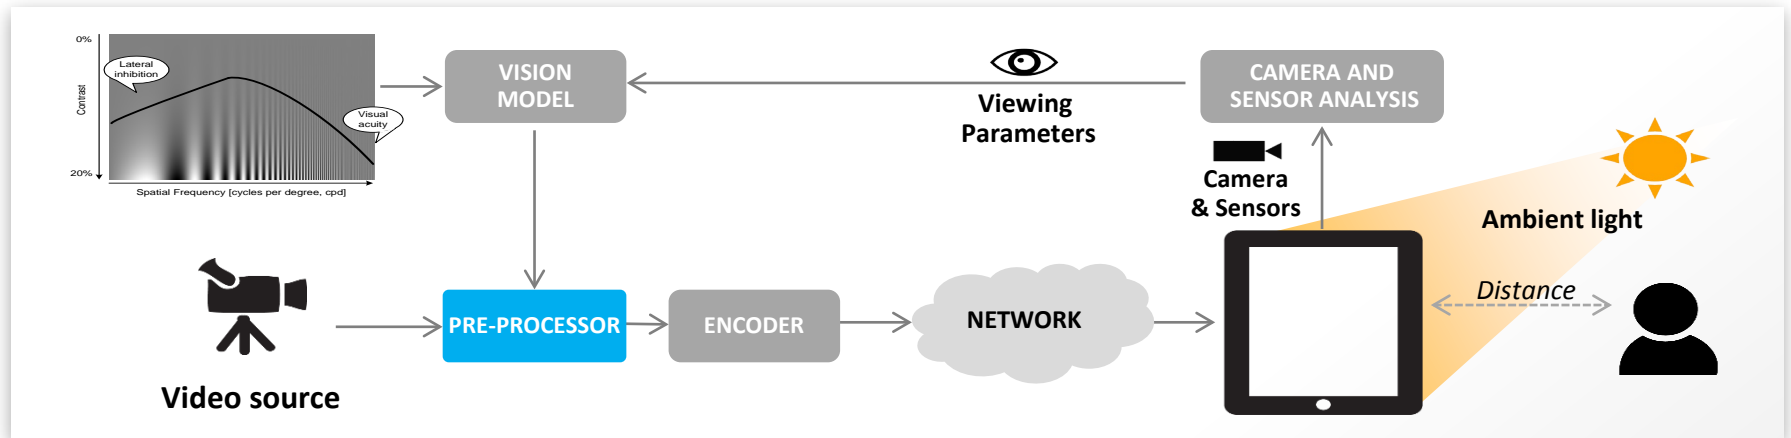 0%
Lateral
inhibition
Contrast
Visual
acuity
20%
Spatial Frequency [cycles per degree, cpd]
VISION
MODEL
Viewing
Parameters
CAMERA AND
SENSOR ANALYSIS
Camera
& Sensors
Ambient light
Distance
Video source
PRE-PROCESSOR
ENCODER
NETWORK